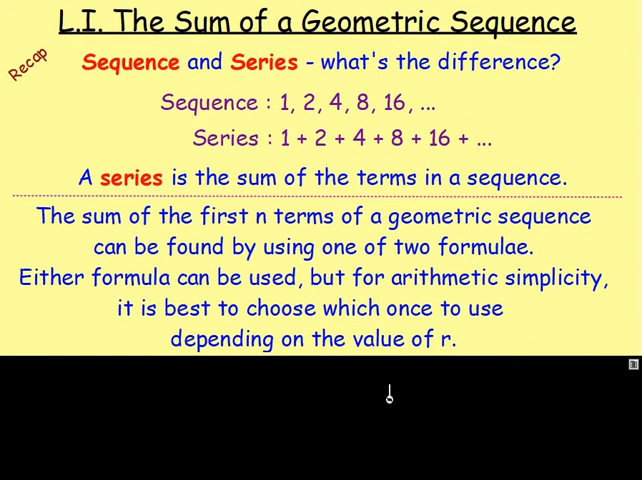 L.I. The Sum of a Geometric Sequence
Recap
Sequence and Series - what's the difference?
Sequence : 1, 2, 4, 8, 16, ...
Series : 1 + 2 + 4 + 8 + 16 + ...
A series is the sum of the terms in a sequence.
The sum of the first n terms of a geometric sequence
can be found by using one of two formulae.
Either formula can be used, but for arithmetic simplicity,
it is best to choose which once to use
depending on the value of r.